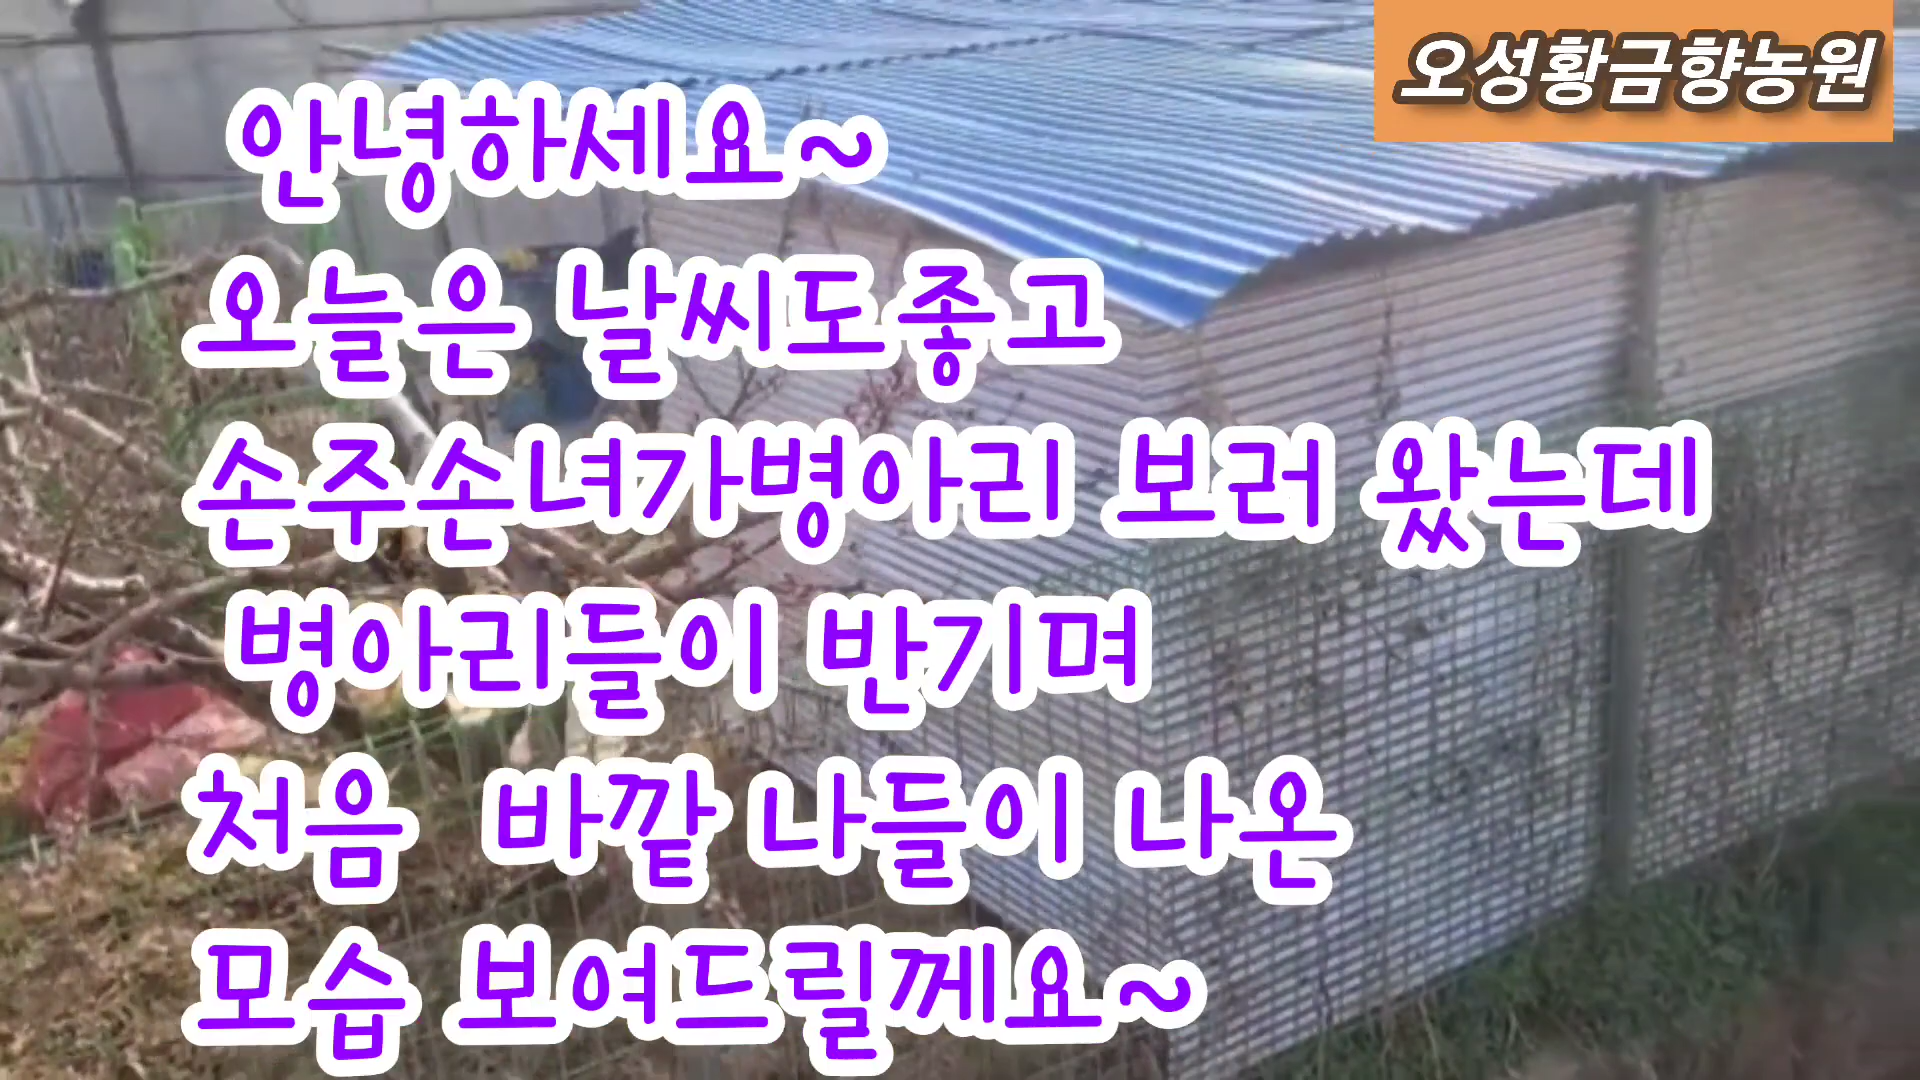 오성황금향농원
안녕하세요~
오늘은 날씨도좋고
손주손녀가병아리 보러 왔는데
병아리들이 반기며
처음 바깥 나들이 나온
모습 보여드릴께요~